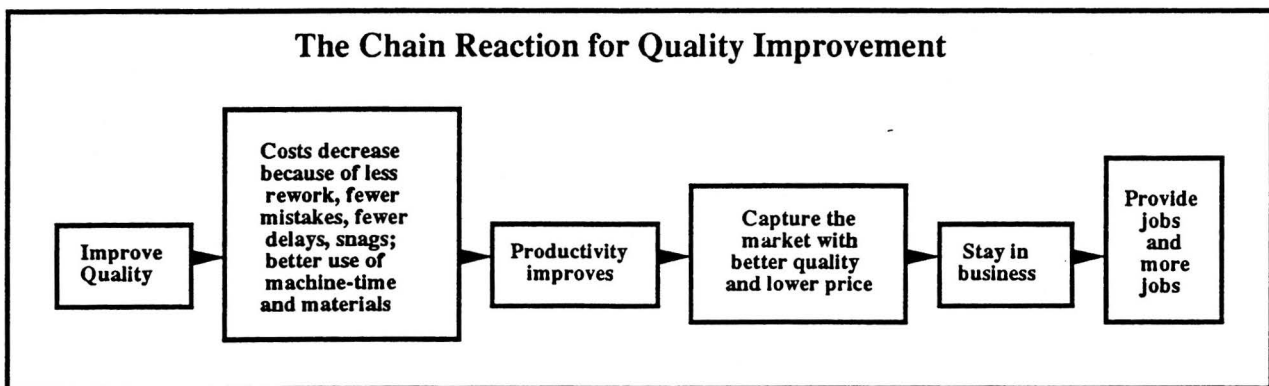 The Chain Reaction for Quality Improvement
Improve
Quality
Costs decrease
because of less
rework, fewer
mistakes, fewer
delays, snags;
better use of
machine-time
and materials
Productivity
improves
Capture the
market with
better quality
and lower price
Stay in
business
Provide
jobs
and
more
jobs